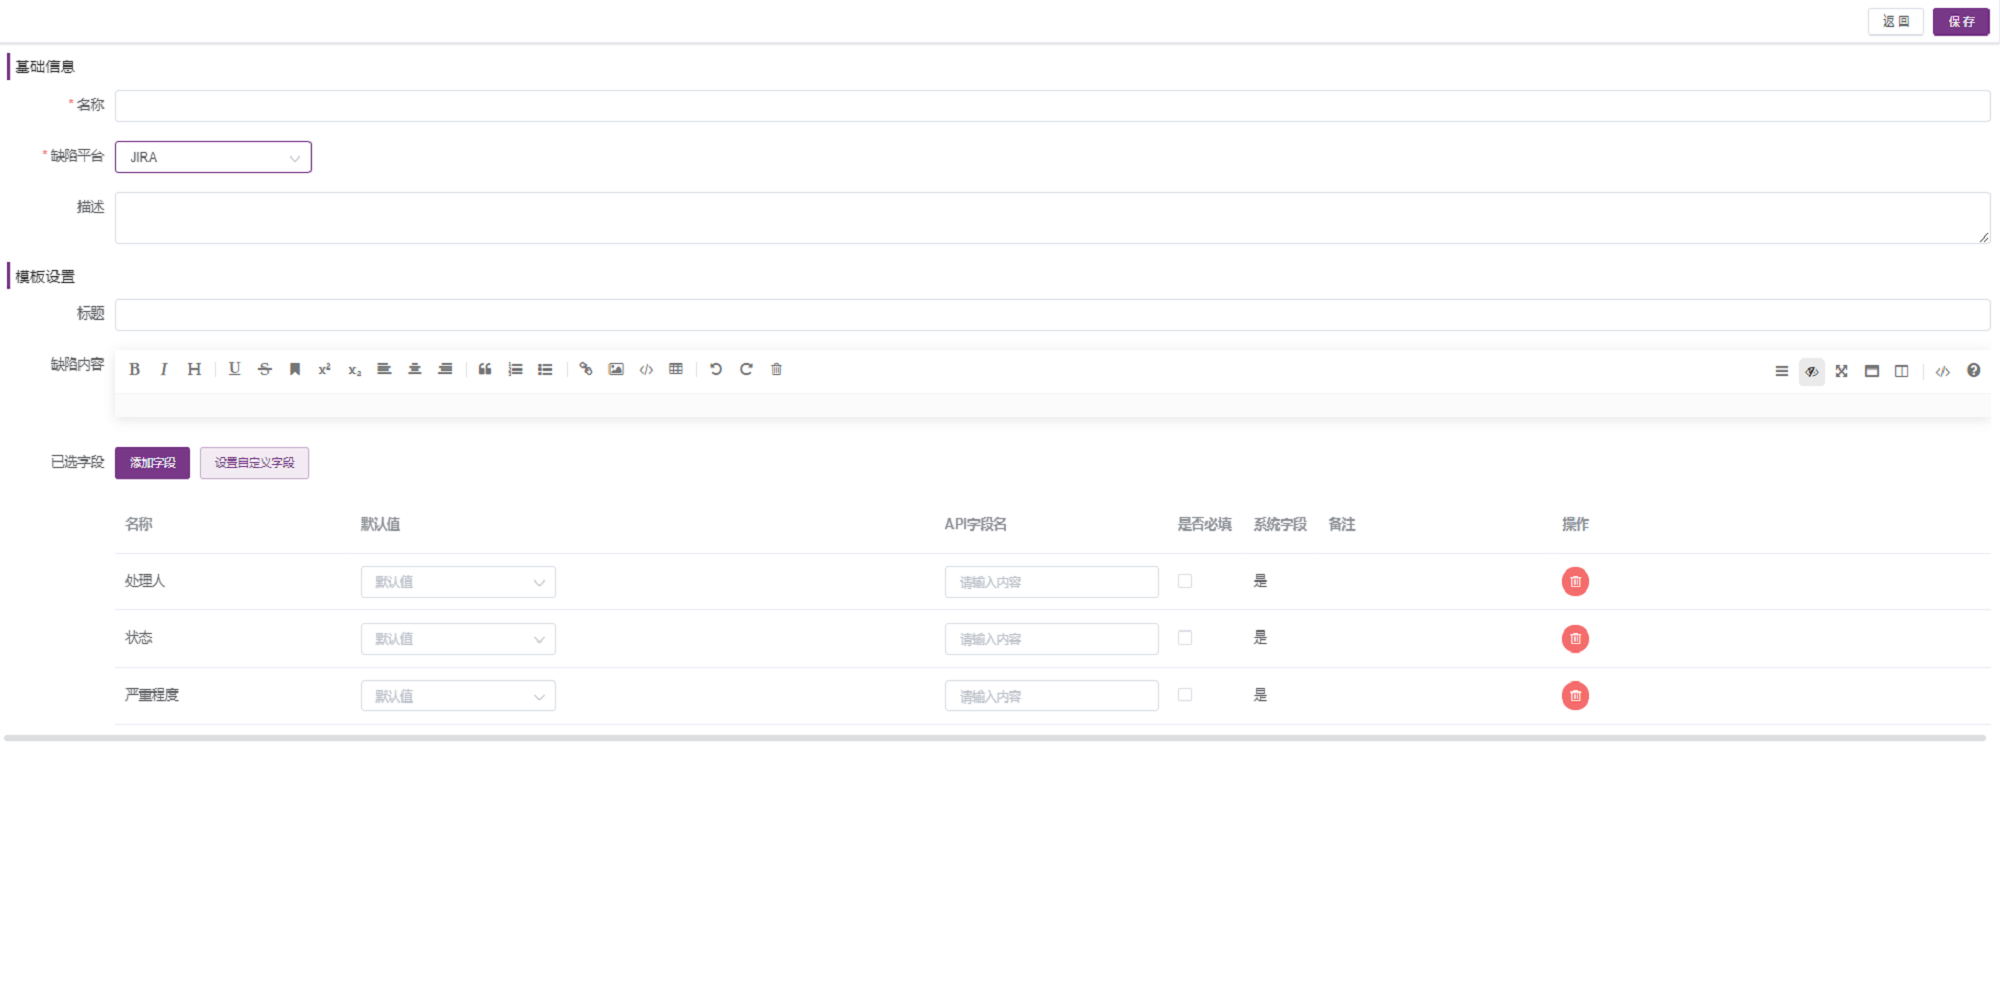 返回 保存
基础信息
* 名称
* 缺陷平台 JIRA
描述
模板设置
标题
缺陷内容 B I H U S x² x₂
已选字段 添加字段 设置自定义字段
名称 默认值 API字段名 是否必填 系统字段 备注 操作
处理人 默认值 请输入内容 是
状态 默认值 请输入内容 是
严重程度 默认值 请输入内容 是